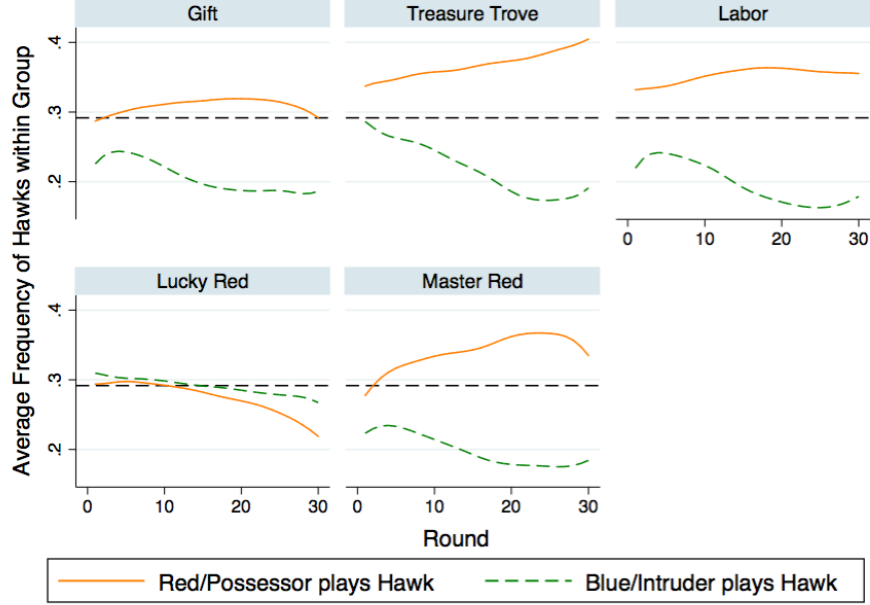 Gift
Treasure Trove
Labor
Average Frequency of Hawks within Group
.4
.3
.2
0 10 20 30
Lucky Red
Master Red
.4
.3
.2
0 10 20 30
0 10 20 30
Round
Red/Possessor plays Hawk
Blue/Intruder plays Hawk